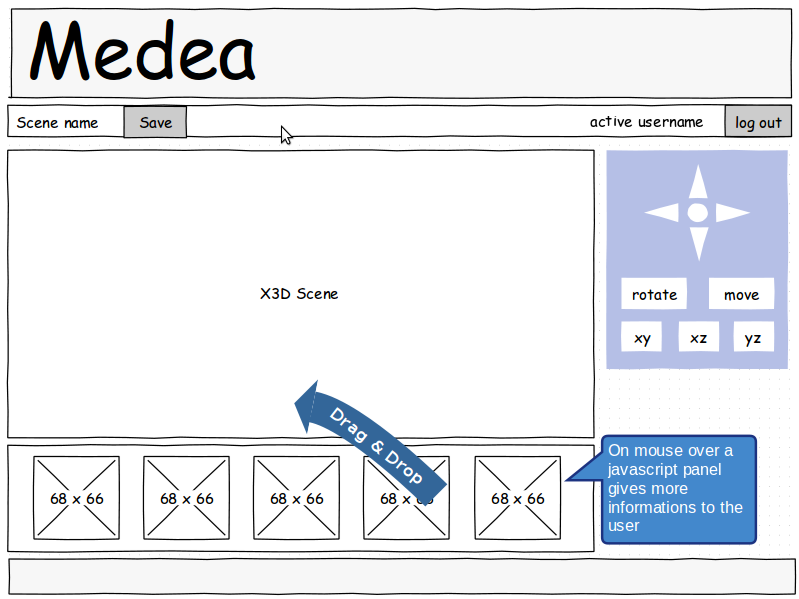 Medea
Scene name
Save
active username
log out
X3D Scene
rotate
move
xy
xz
yz
Drag & Drop
68 x 66
68 x 66
68 x 66
68 x
68 x 66
On mouse over a
javascript panel
gives more
informations to the
user